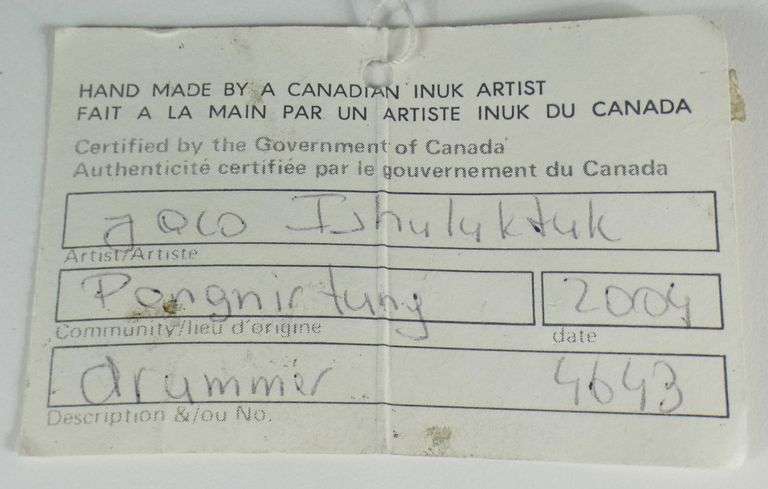 HAND MADE BY A CANADIAN INUK ARTIST
FAIT A LA MAIN PAR UN ARTISTE INUK DU CANADA
Certified by the Government of Canada
Authenticité certifiée par le gouvernement du Canada
Jaco Ishuluktuk
Artist/Artiste
Pangnirtung 2004
Community/lieu d'origine date
drummer 4643
Description &/ou No.